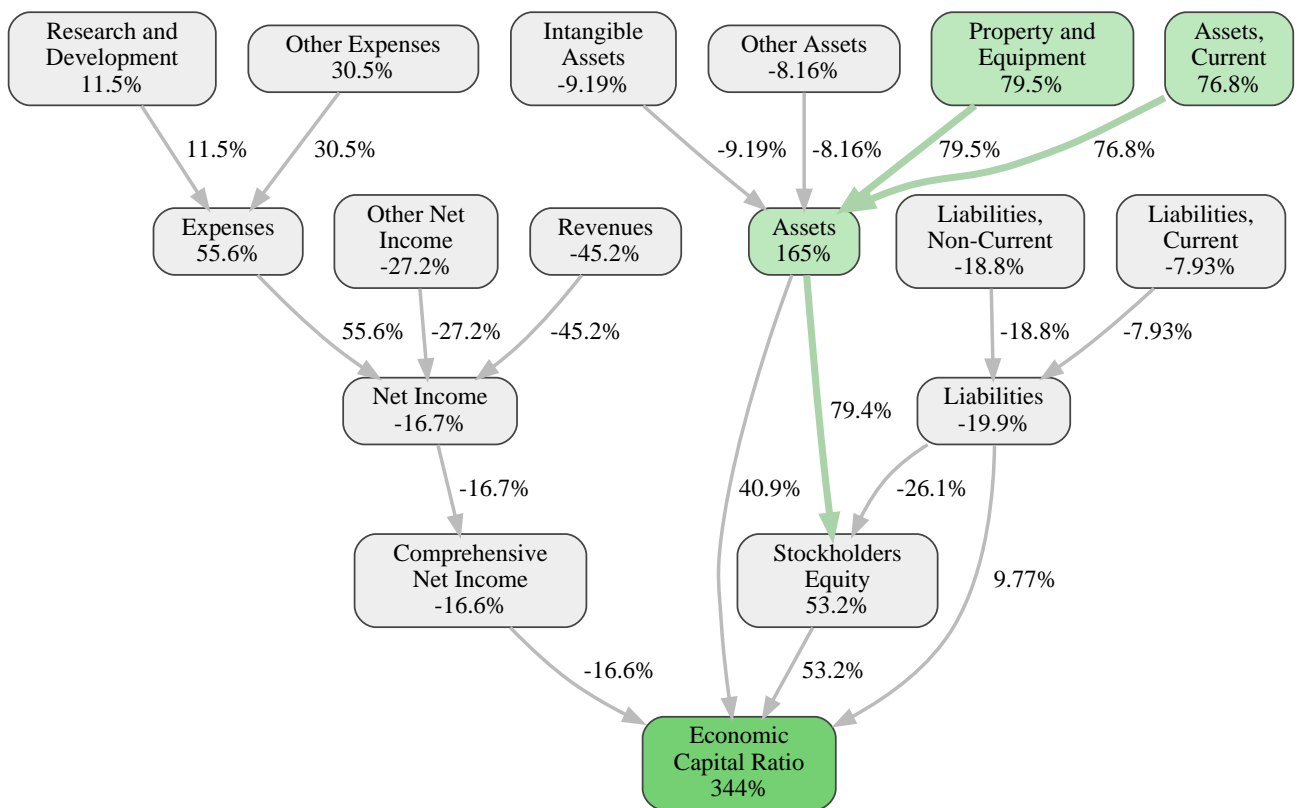 Research and
Development
11.5%
Other Expenses
30.5%
Intangible
Assets
-9.19%
Other Assets
-8.16%
Property and
Equipment
79.5%
Assets,
Current
76.8%
11.5%
30.5%
-9.19%
-8.16%
79.5%
76.8%
Expenses
55.6%
Other Net
Income
-27.2%
Revenues
-45.2%
Assets
165%
Liabilities,
Non-Current
-18.8%
Liabilities,
Current
-7.93%
55.6%
-27.2%
-45.2%
-18.8%
-7.93%
Net Income
-16.7%
79.4%
Liabilities
-19.9%
-16.7%
40.9%
-26.1%
Comprehensive
Net Income
-16.6%
Stockholders
Equity
53.2%
9.77%
-16.6%
53.2%
Economic
Capital Ratio
344%